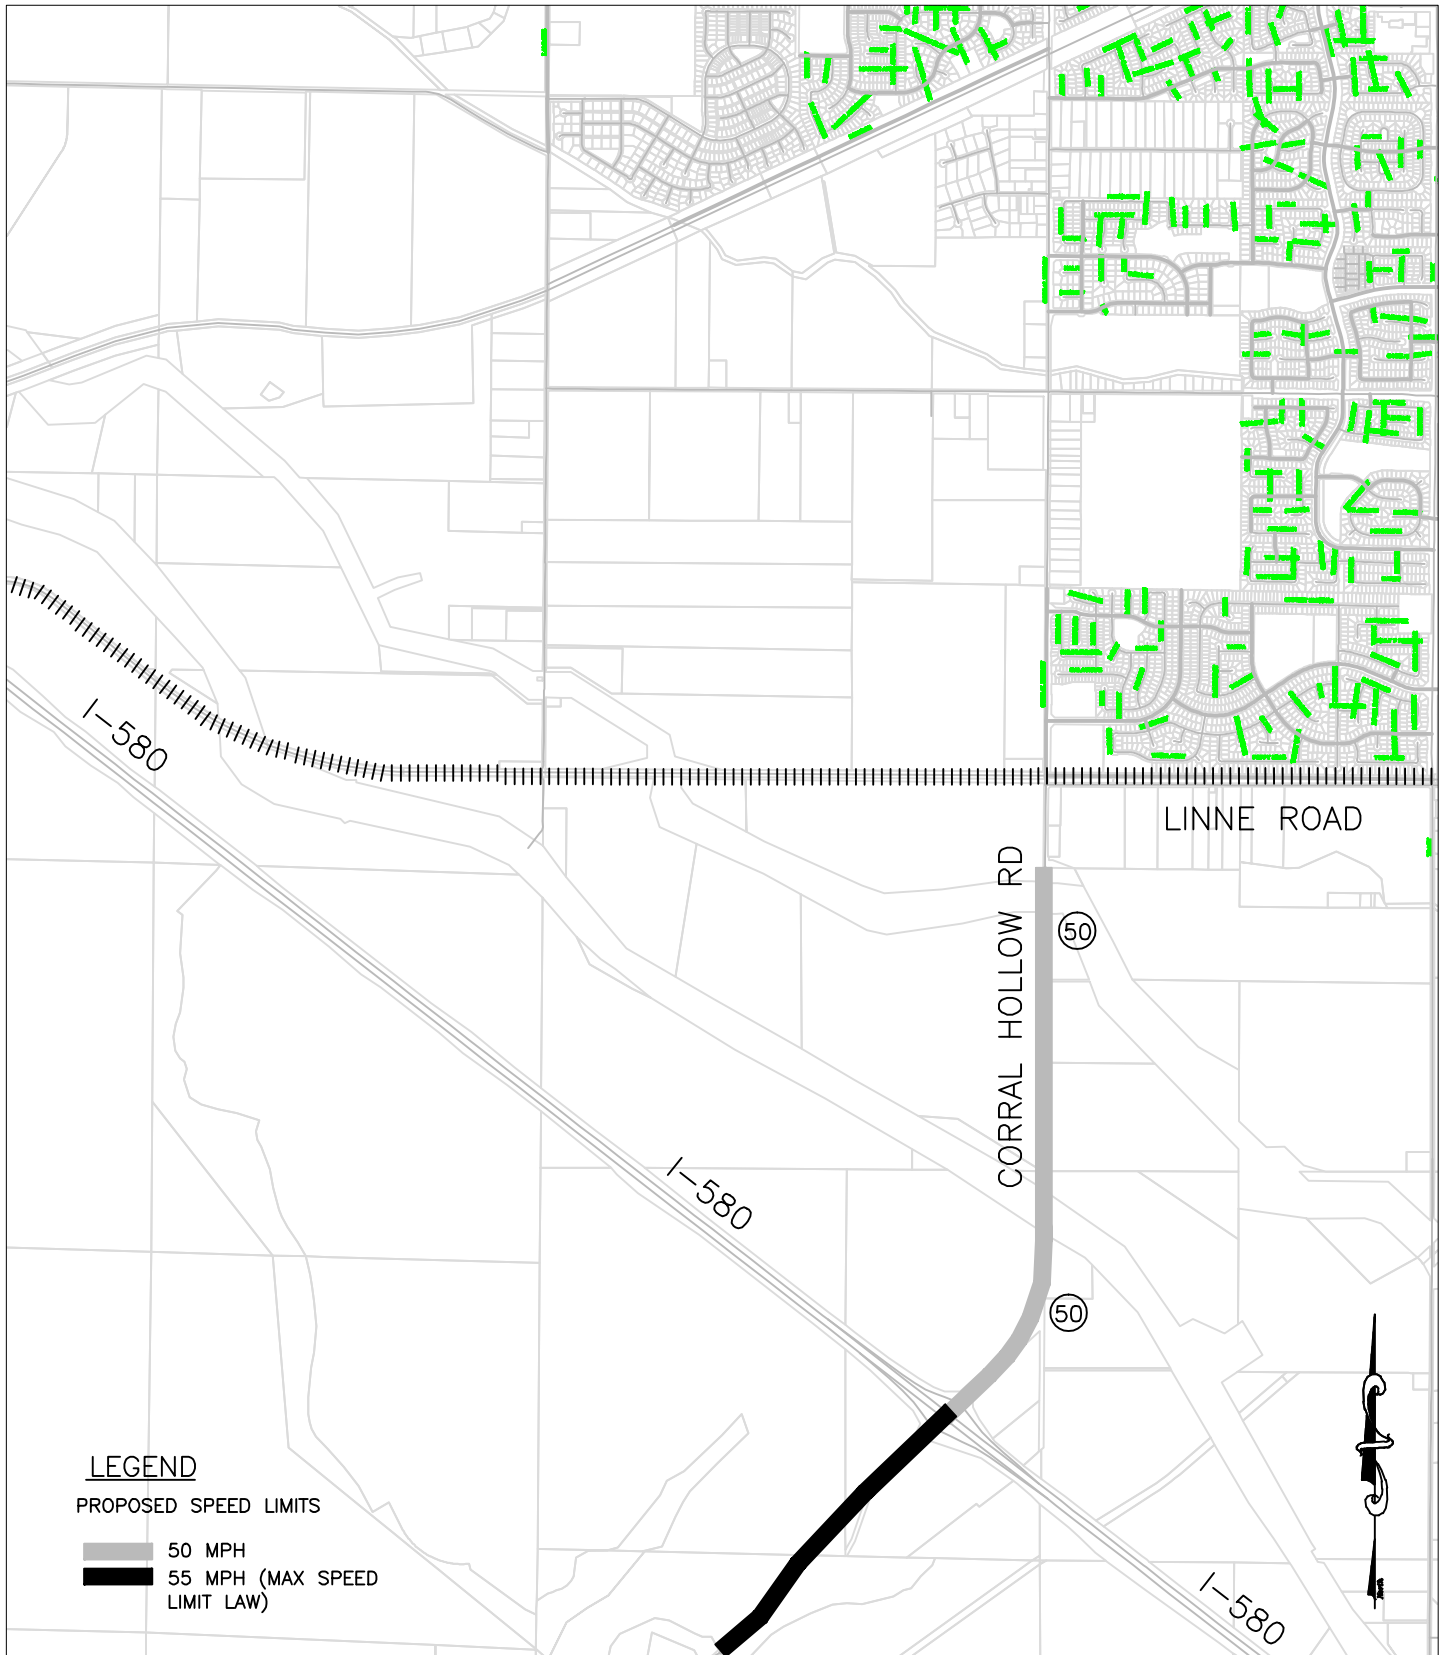 I-580
LINNE ROAD
CORRAL HOLLOW RD
50
I-580
50
LEGEND
PROPOSED SPEED LIMITS
50 MPH
55 MPH (MAX SPEED
LIMIT LAW)
I-580